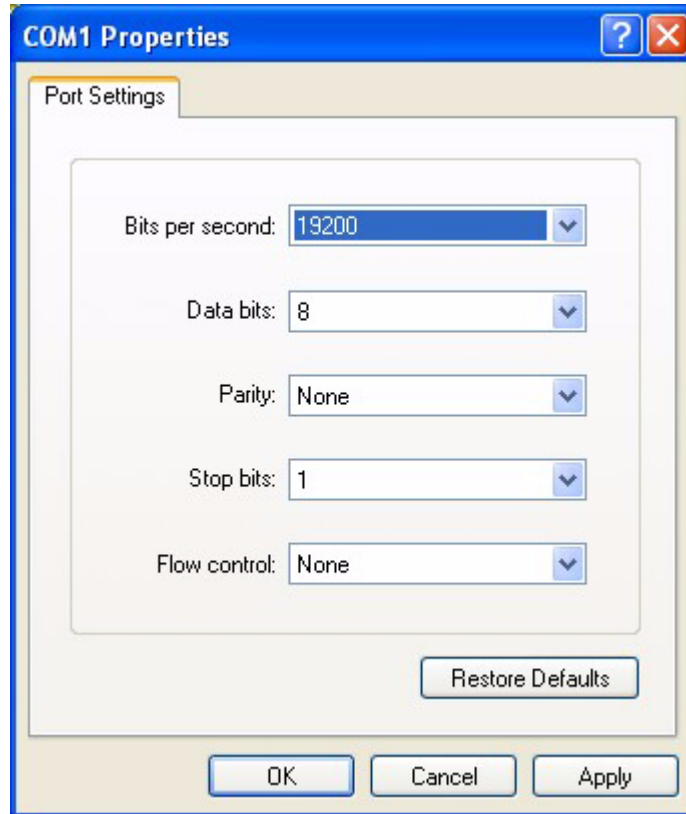 COM1 Properties
Port Settings
Bits per second: 19200
Data bits: 8
Parity: None
Stop bits: 1
Flow control: None
Restore Defaults
OK Cancel Apply